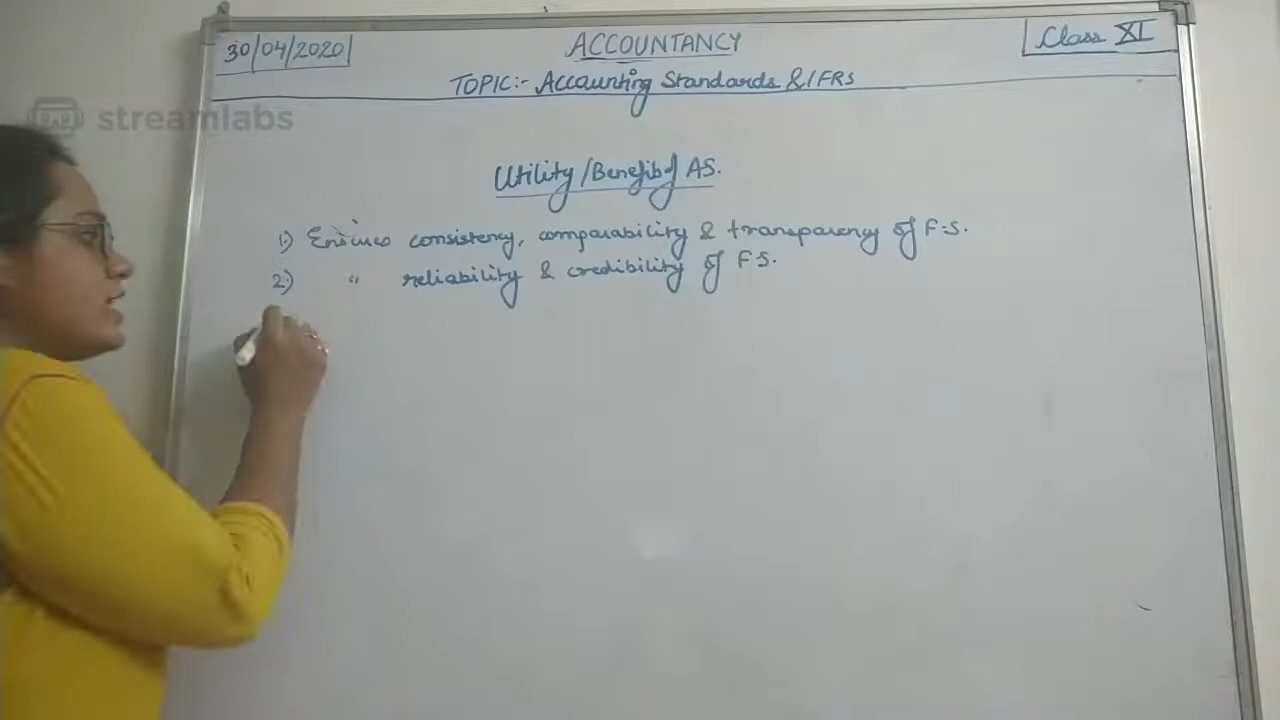 30/04/2020
ACCOUNTANCY
Class XI
TOPIC:- Accounting Standards & IFRS
streamlabs
Utility/Benefit of AS.
1.) Ensures consistency, comparability & transparency of F.S.
2.) " reliability & credibility of F.S.